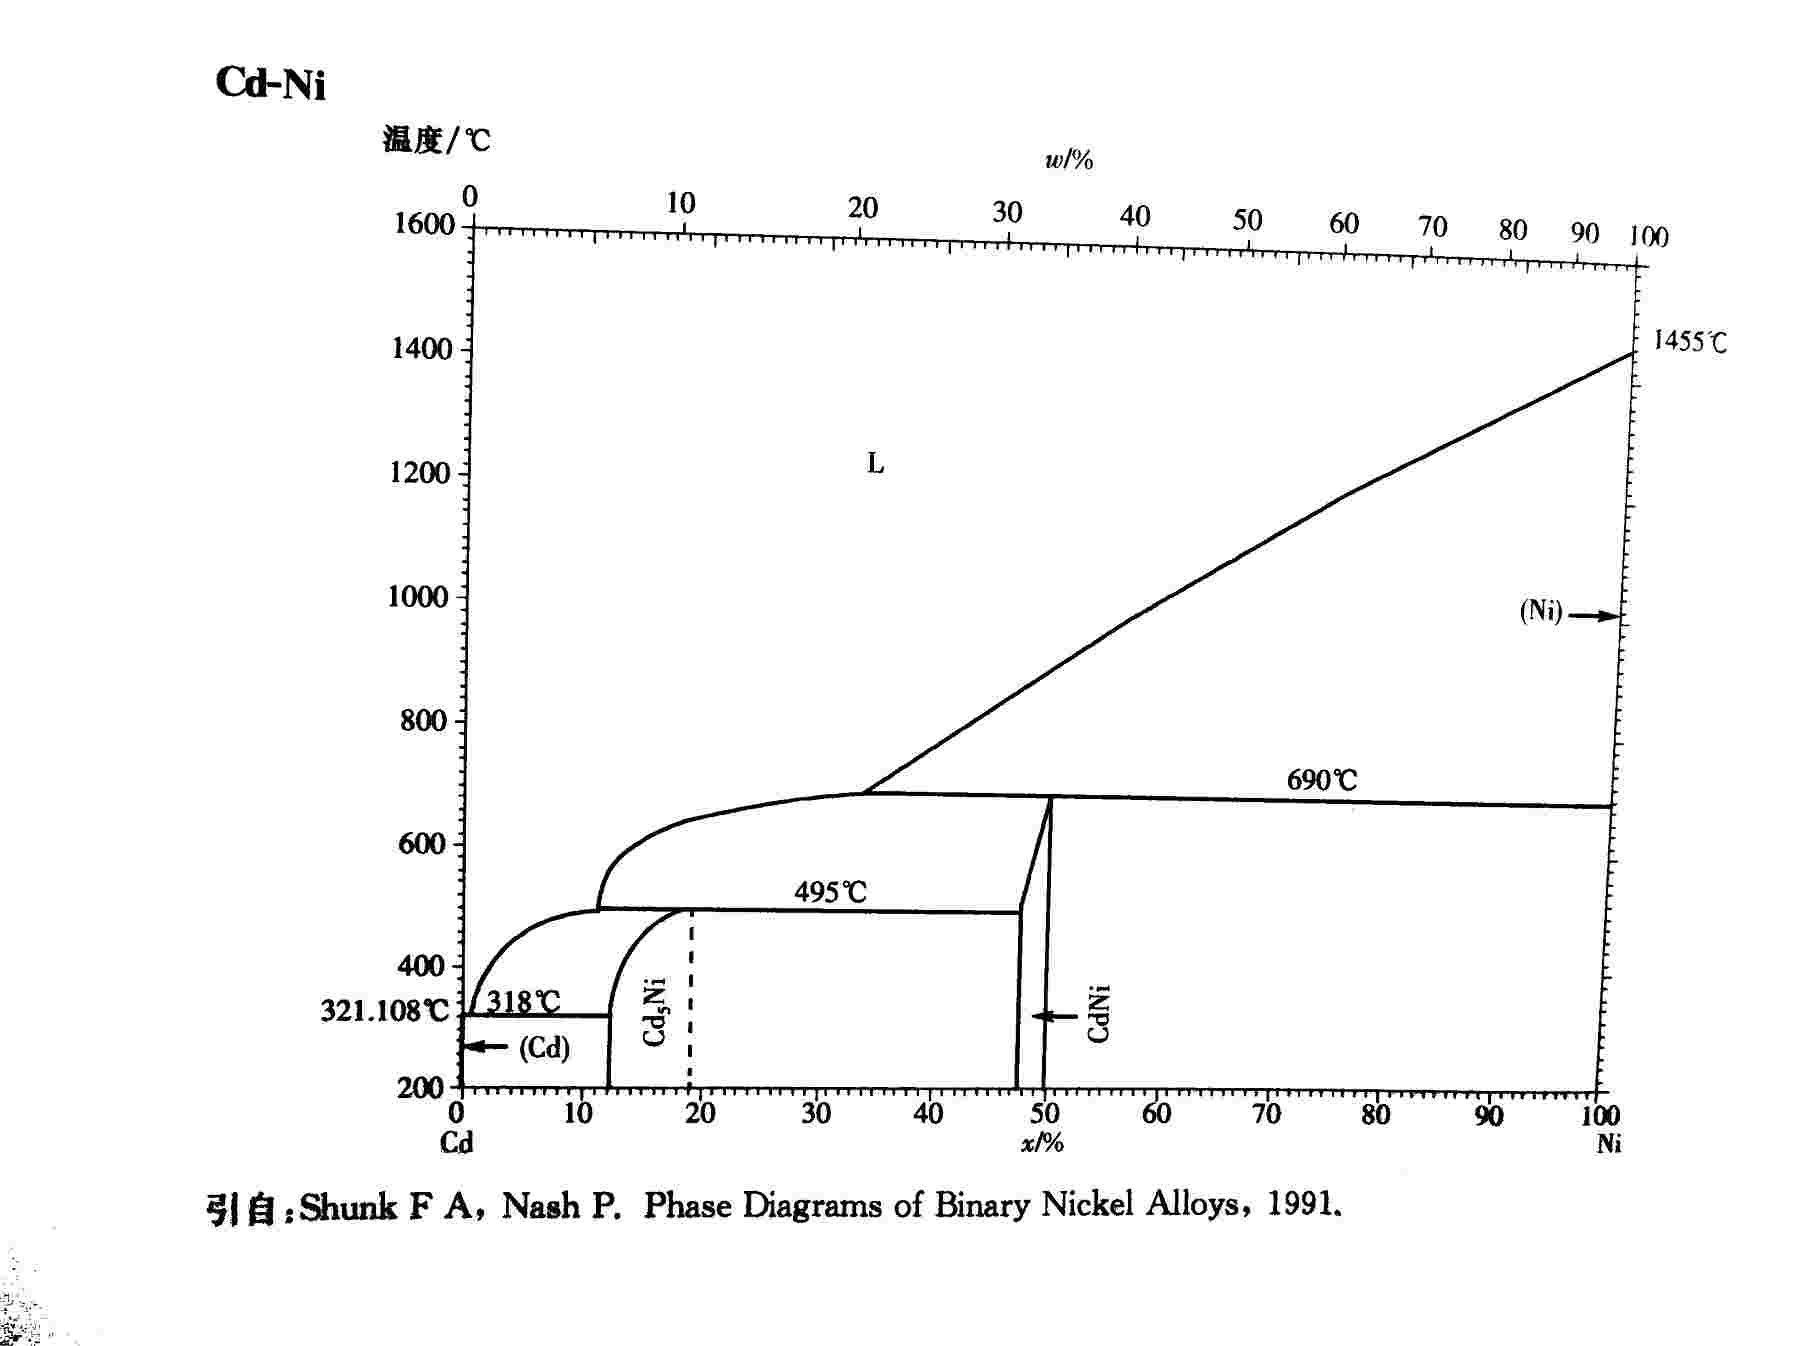 Cd-Ni
温度/℃
w/%
0 10 20 30 40 50 60 70 80 90 100
1600
1455℃
1400
L
1200
1000
(Ni)
800
690℃
600
495℃
400
321.108℃
318℃
Cd₅Ni
CdNi
(Cd)
200
0 10 20 30 40 50 60 70 80 90 100
Cd x/% Ni
引自:Shunk F A, Nash P. Phase Diagrams of Binary Nickel Alloys, 1991.